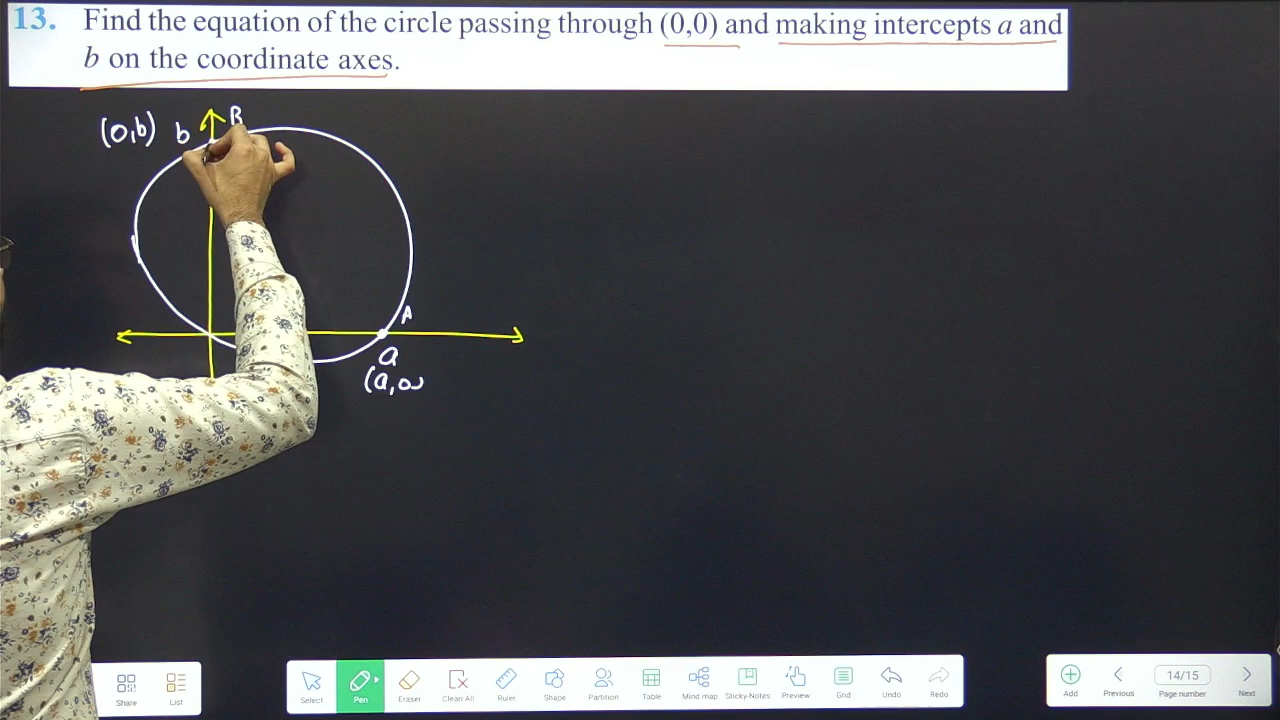 13. Find the equation of the circle passing through (0,0) and making intercepts a and
b on the coordinate axes.
(0,b) b B
A
a
(a,0)
Share List
Select Pen Eraser Clean All Ruler Shape Partition Table Mind map Sticky-Notes Preview Grid Undo Redo
Add Previous 14/15 Page number Next